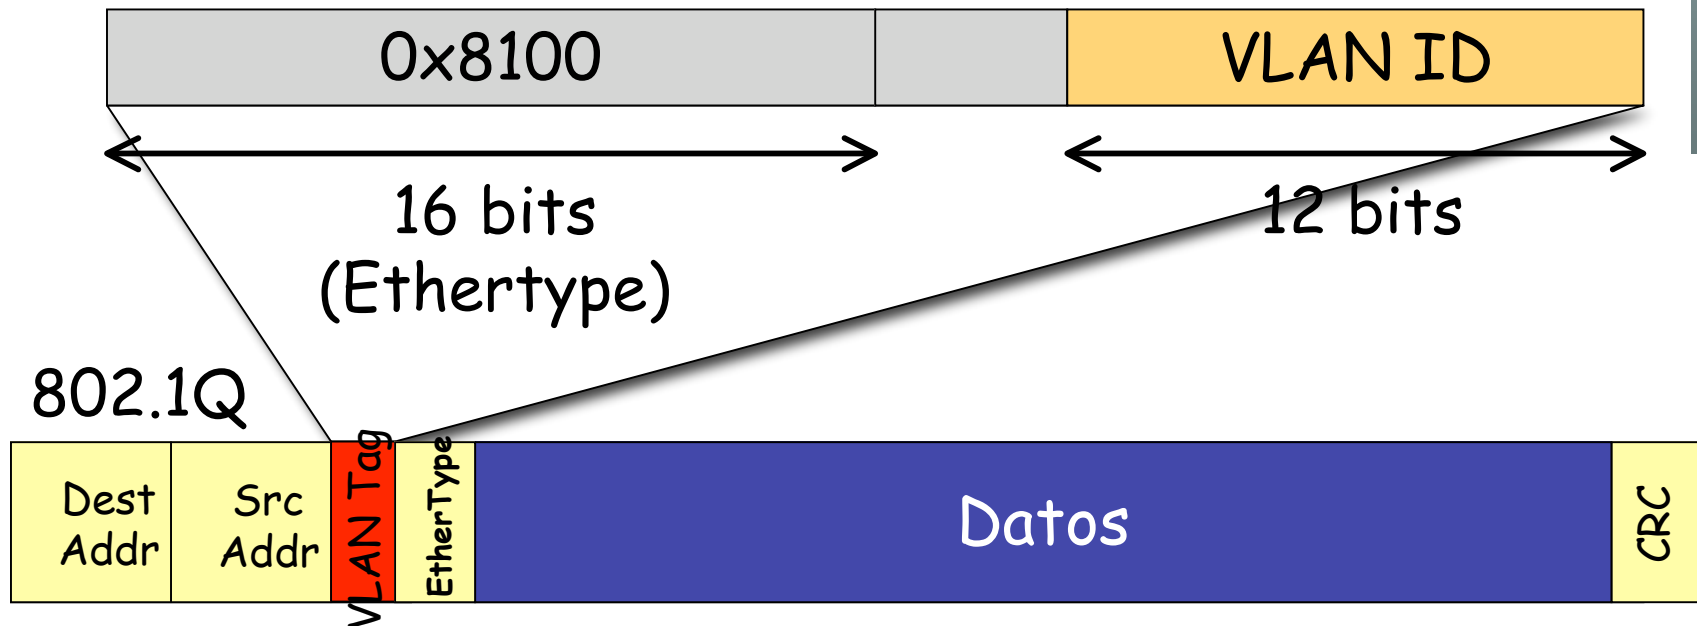 0x8100
VLAN ID
16 bits
(Ethertype)
12 bits
802.1Q
Dest
Addr
Src
Addr
VLAN Tag
EtherType
Datos
CRC